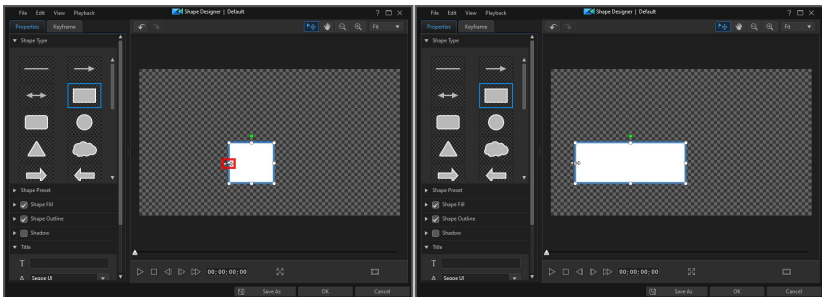 File Edit View Playback
Shape Designer | Default
? □ ×
Properties Keyframe
Fit
Shape Type
Shape Preset
Shape Fill
Shape Outline
Shadow
Title
T
Segoe UI
00;00;00;00
Save As OK Cancel
File Edit View Playback
Shape Designer | Default
? □ ×
Properties Keyframe
Fit
Shape Type
Shape Preset
Shape Fill
Shape Outline
Shadow
Title
T
Segoe UI
00;00;00;00
Save As OK Cancel